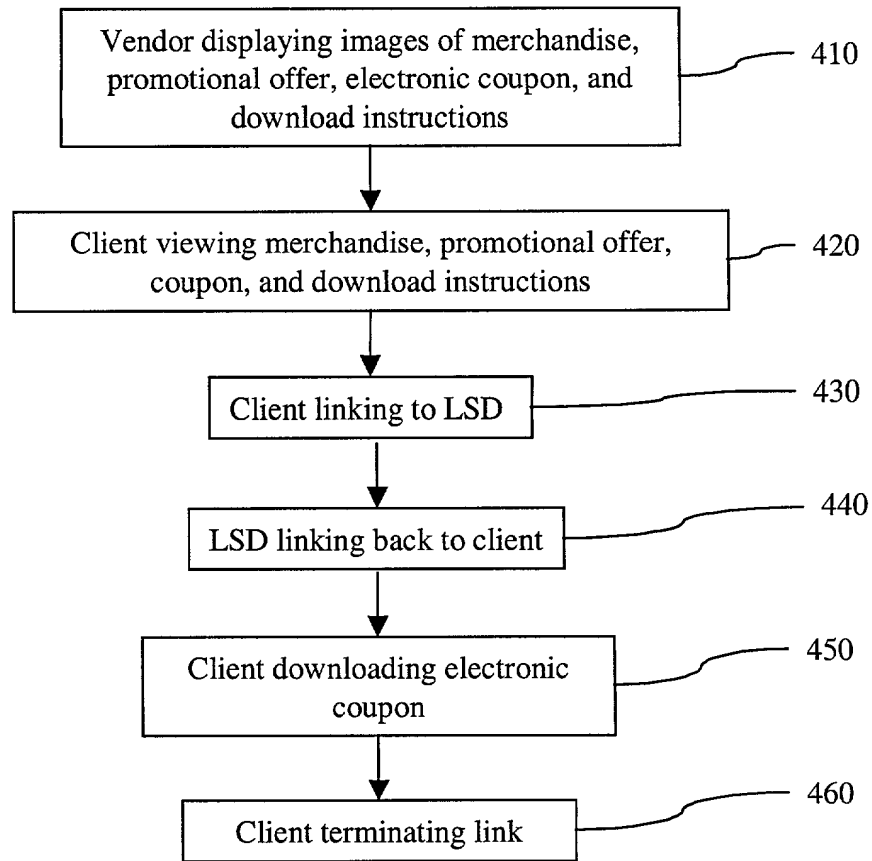 Vendor displaying images of merchandise,
promotional offer, electronic coupon, and
download instructions
410
Client viewing merchandise, promotional offer,
coupon, and download instructions
420
Client linking to LSD
430
LSD linking back to client
440
Client downloading electronic
coupon
450
Client terminating link
460